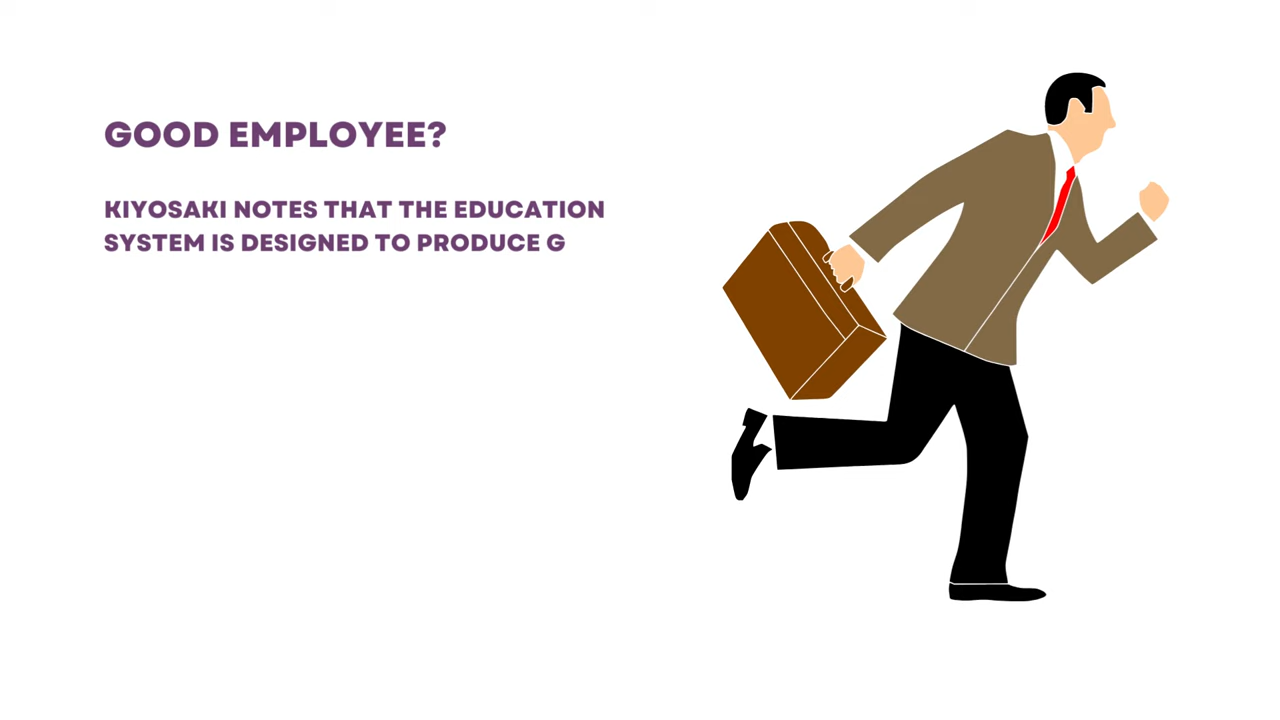 GOOD EMPLOYEE?
KIYOSAKI NOTES THAT THE EDUCATION
SYSTEM IS DESIGNED TO PRODUCE G